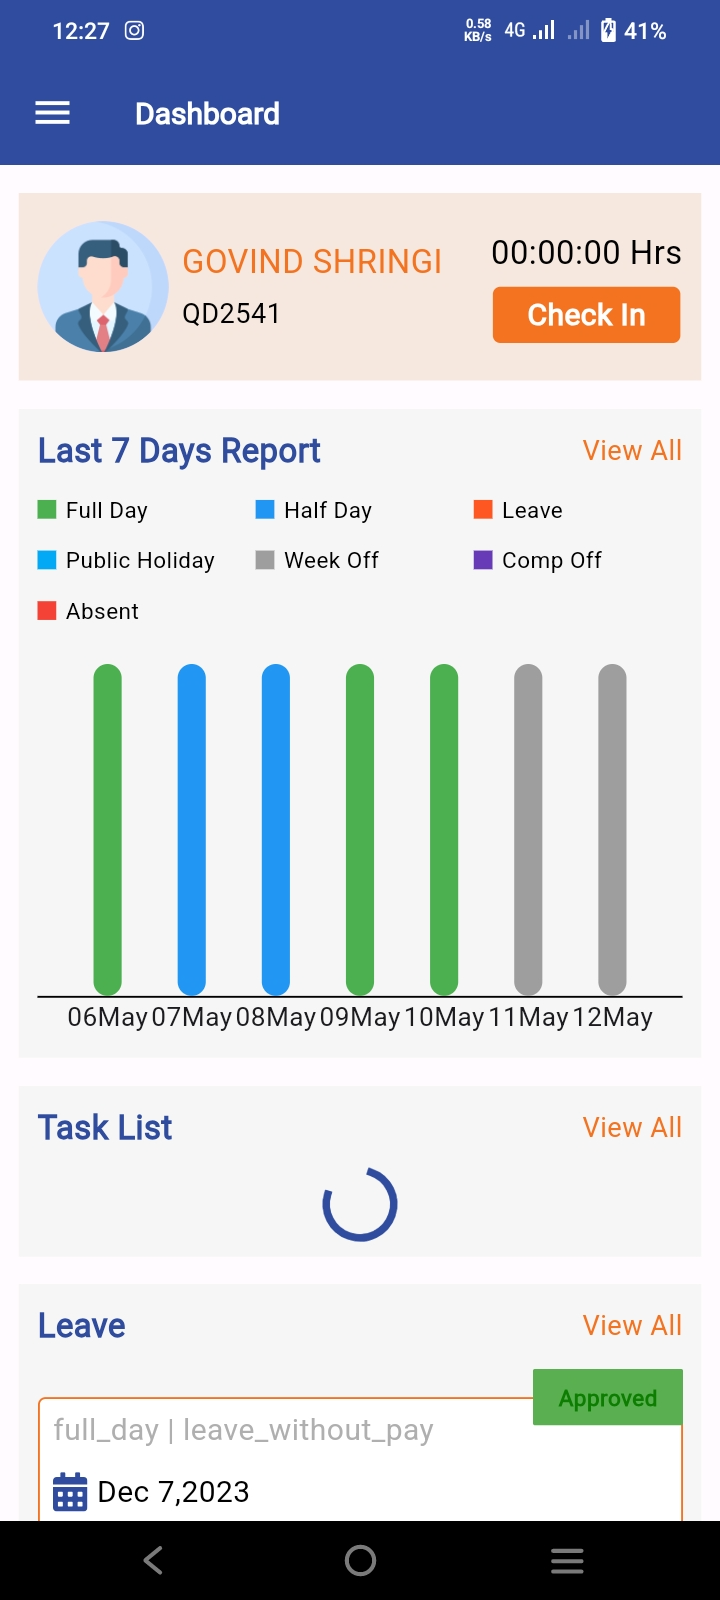 12:27 0.58 KB/s 4G 41%
Dashboard
GOVIND SHRINGI
QD2541
00:00:00 Hrs
Check In
Last 7 Days Report View All
Full Day Half Day Leave
Public Holiday Week Off Comp Off
Absent
06May 07May 08May 09May 10May 11May 12May
Task List View All
Leave View All
Approved
full_day | leave_without_pay
Dec 7,2023